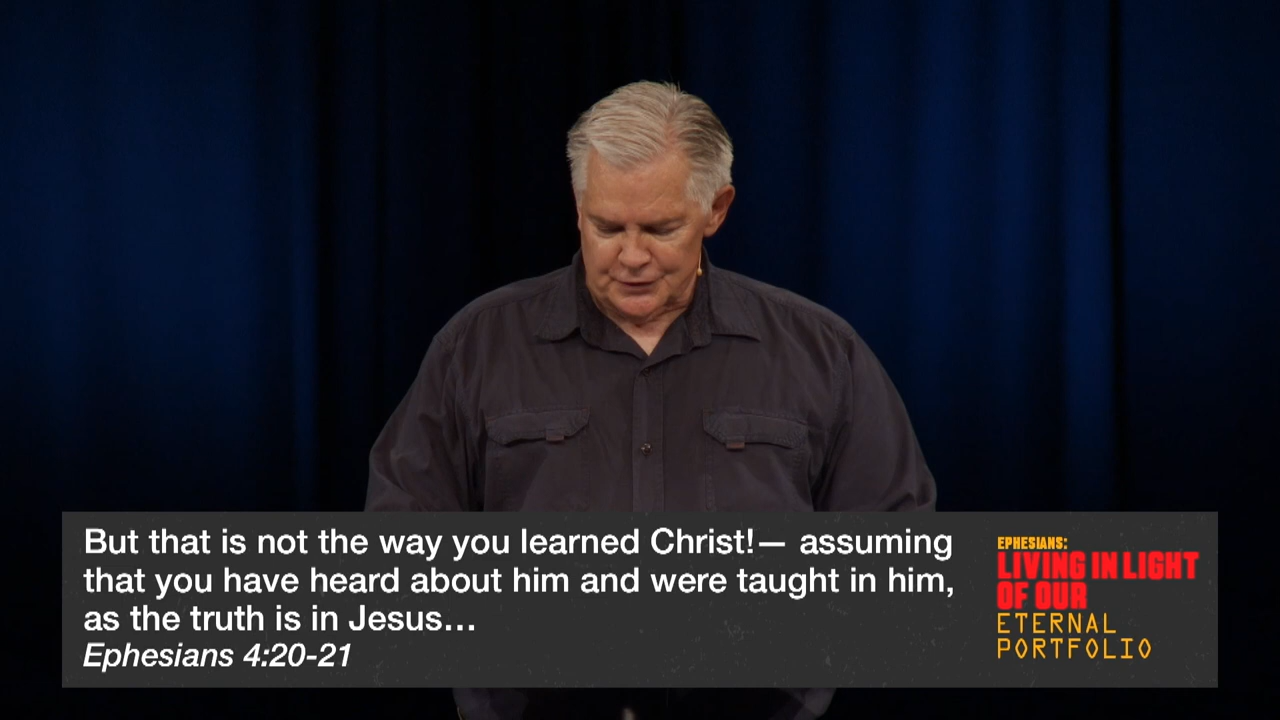 But that is not the way you learned Christ!— assuming
that you have heard about him and were taught in him,
as the truth is in Jesus...
Ephesians 4:20-21
EPHESIANS:
LIVING IN LIGHT
OF OUR
ETERNAL
PORTFOLIO